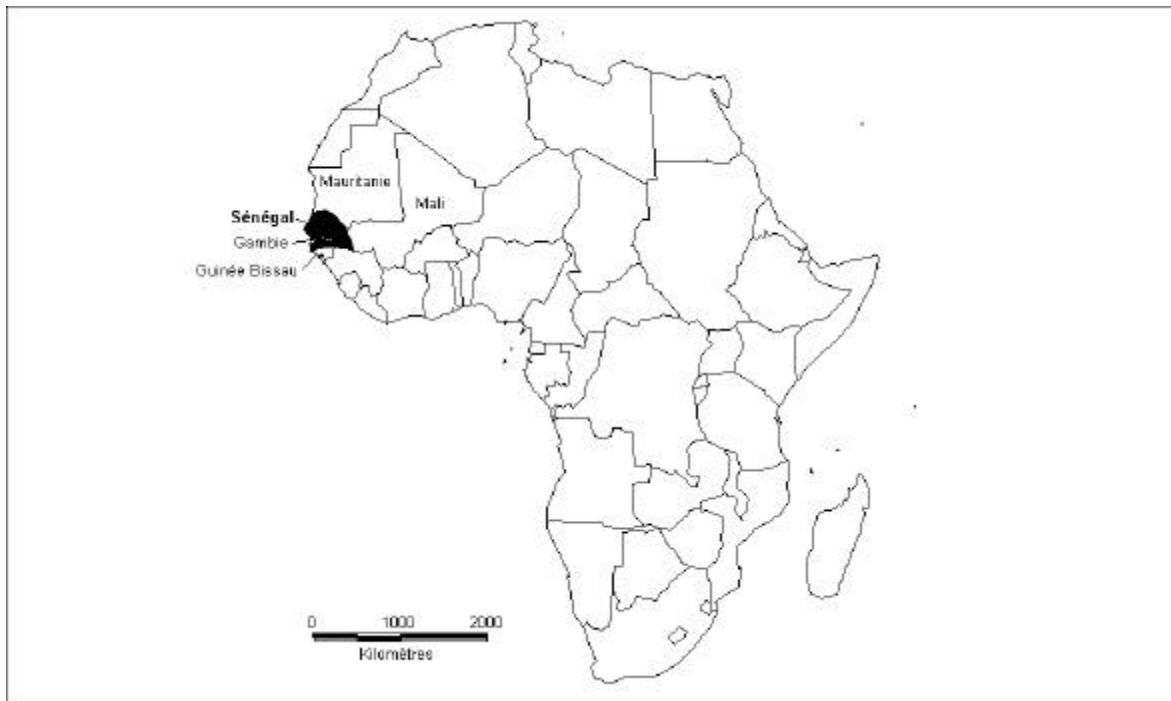 Mauritanie
Mali
Sénégal
Gambie
Guinée Bissau
0 1000 2000
Kilomètres